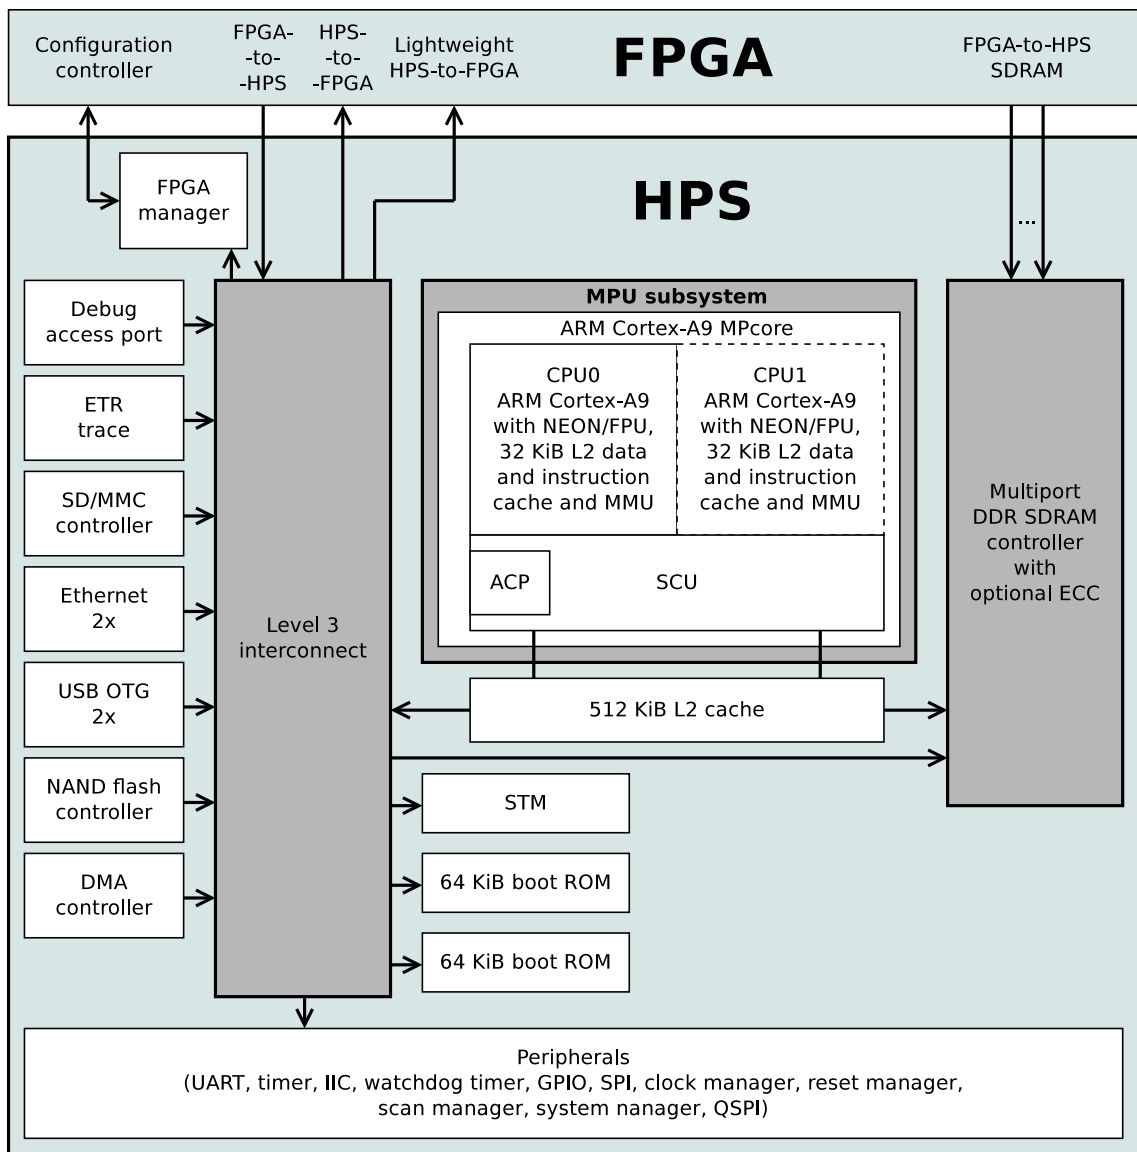 Configuration
controller
FPGA-
-to-
-HPS
HPS-
-to-
-FPGA
Lightweight
HPS-to-FPGA
FPGA
FPGA-to-HPS
SDRAM
FPGA
manager
HPS
...
Debug
access port
ETR
trace
SD/MMC
controller
Ethernet
2x
USB OTG
2x
NAND flash
controller
DMA
controller
Level 3
interconnect
MPU subsystem
ARM Cortex-A9 MPcore
CPU0
ARM Cortex-A9
with NEON/FPU,
32 KiB L2 data
and instruction
cache and MMU
CPU1
ARM Cortex-A9
with NEON/FPU,
32 KiB L2 data
and instruction
cache and MMU
ACP
SCU
512 KiB L2 cache
Multiport
DDR SDRAM
controller
with
optional ECC
STM
64 KiB boot ROM
64 KiB boot ROM
Peripherals
(UART, timer, IIC, watchdog timer, GPIO, SPI, clock manager, reset manager,
scan manager, system nanager, QSPI)